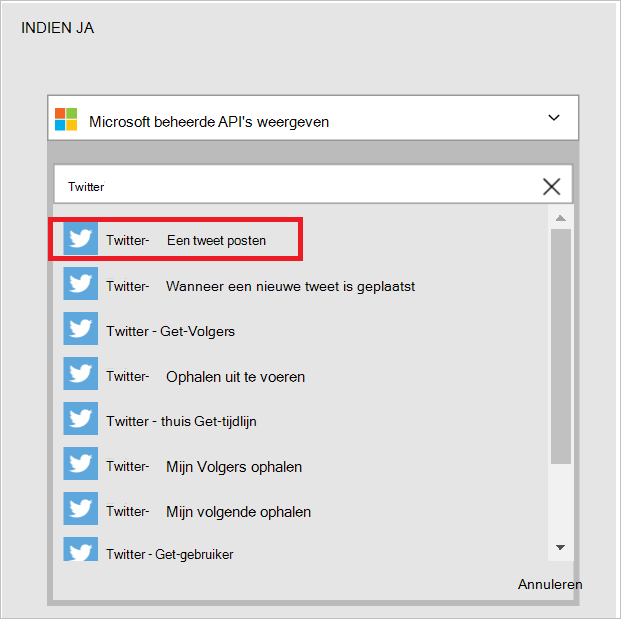 INDIEN JA
Microsoft beheerde API's weergeven
Twitter
Twitter- Een tweet posten
Twitter- Wanneer een nieuwe tweet is geplaatst
Twitter - Get-Volgers
Twitter- Ophalen uit te voeren
Twitter - thuis Get-tijdlijn
Twitter- Mijn Volgers ophalen
Twitter- Mijn volgende ophalen
Twitter - Get-gebruiker
Annuleren